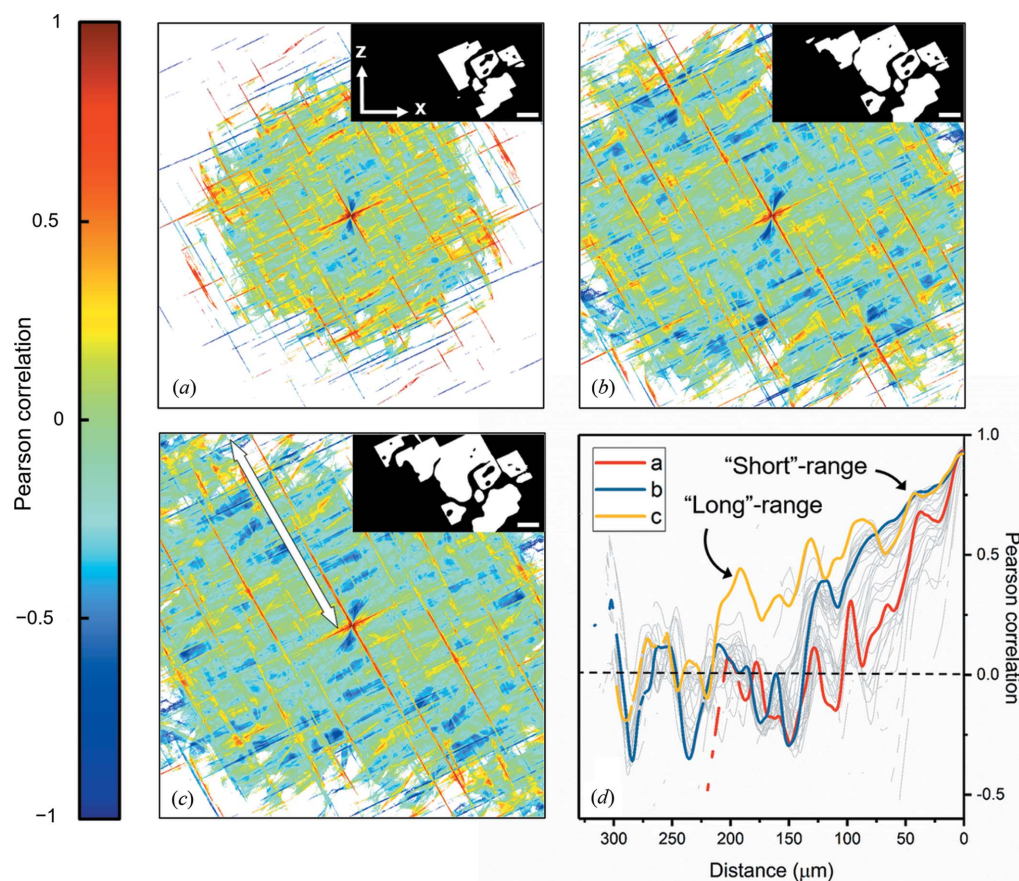 1
0.5
0
−0.5
−1
Pearson correlation
z
x
(a)
(b)
(c)
a
b
c
"Short"-range
"Long"-range
1.0
0.5
0.0
-0.5
Pearson correlation
(d)
300 250 200 150 100 50 0
Distance (μm)